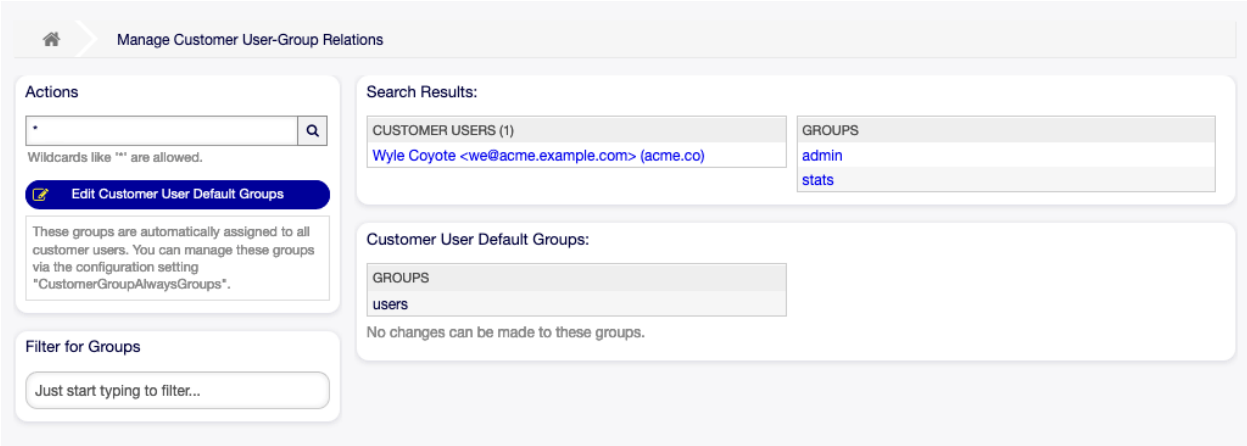 Manage Customer User-Group Relations
Actions
*
Wildcards like '*' are allowed.
Edit Customer User Default Groups
These groups are automatically assigned to all
customer users. You can manage these groups
via the configuration setting
"CustomerGroupAlwaysGroups".
Filter for Groups
Just start typing to filter...
Search Results:
CUSTOMER USERS (1)
Wyle Coyote <we@acme.example.com> (acme.co)
GROUPS
admin
stats
Customer User Default Groups:
GROUPS
users
No changes can be made to these groups.